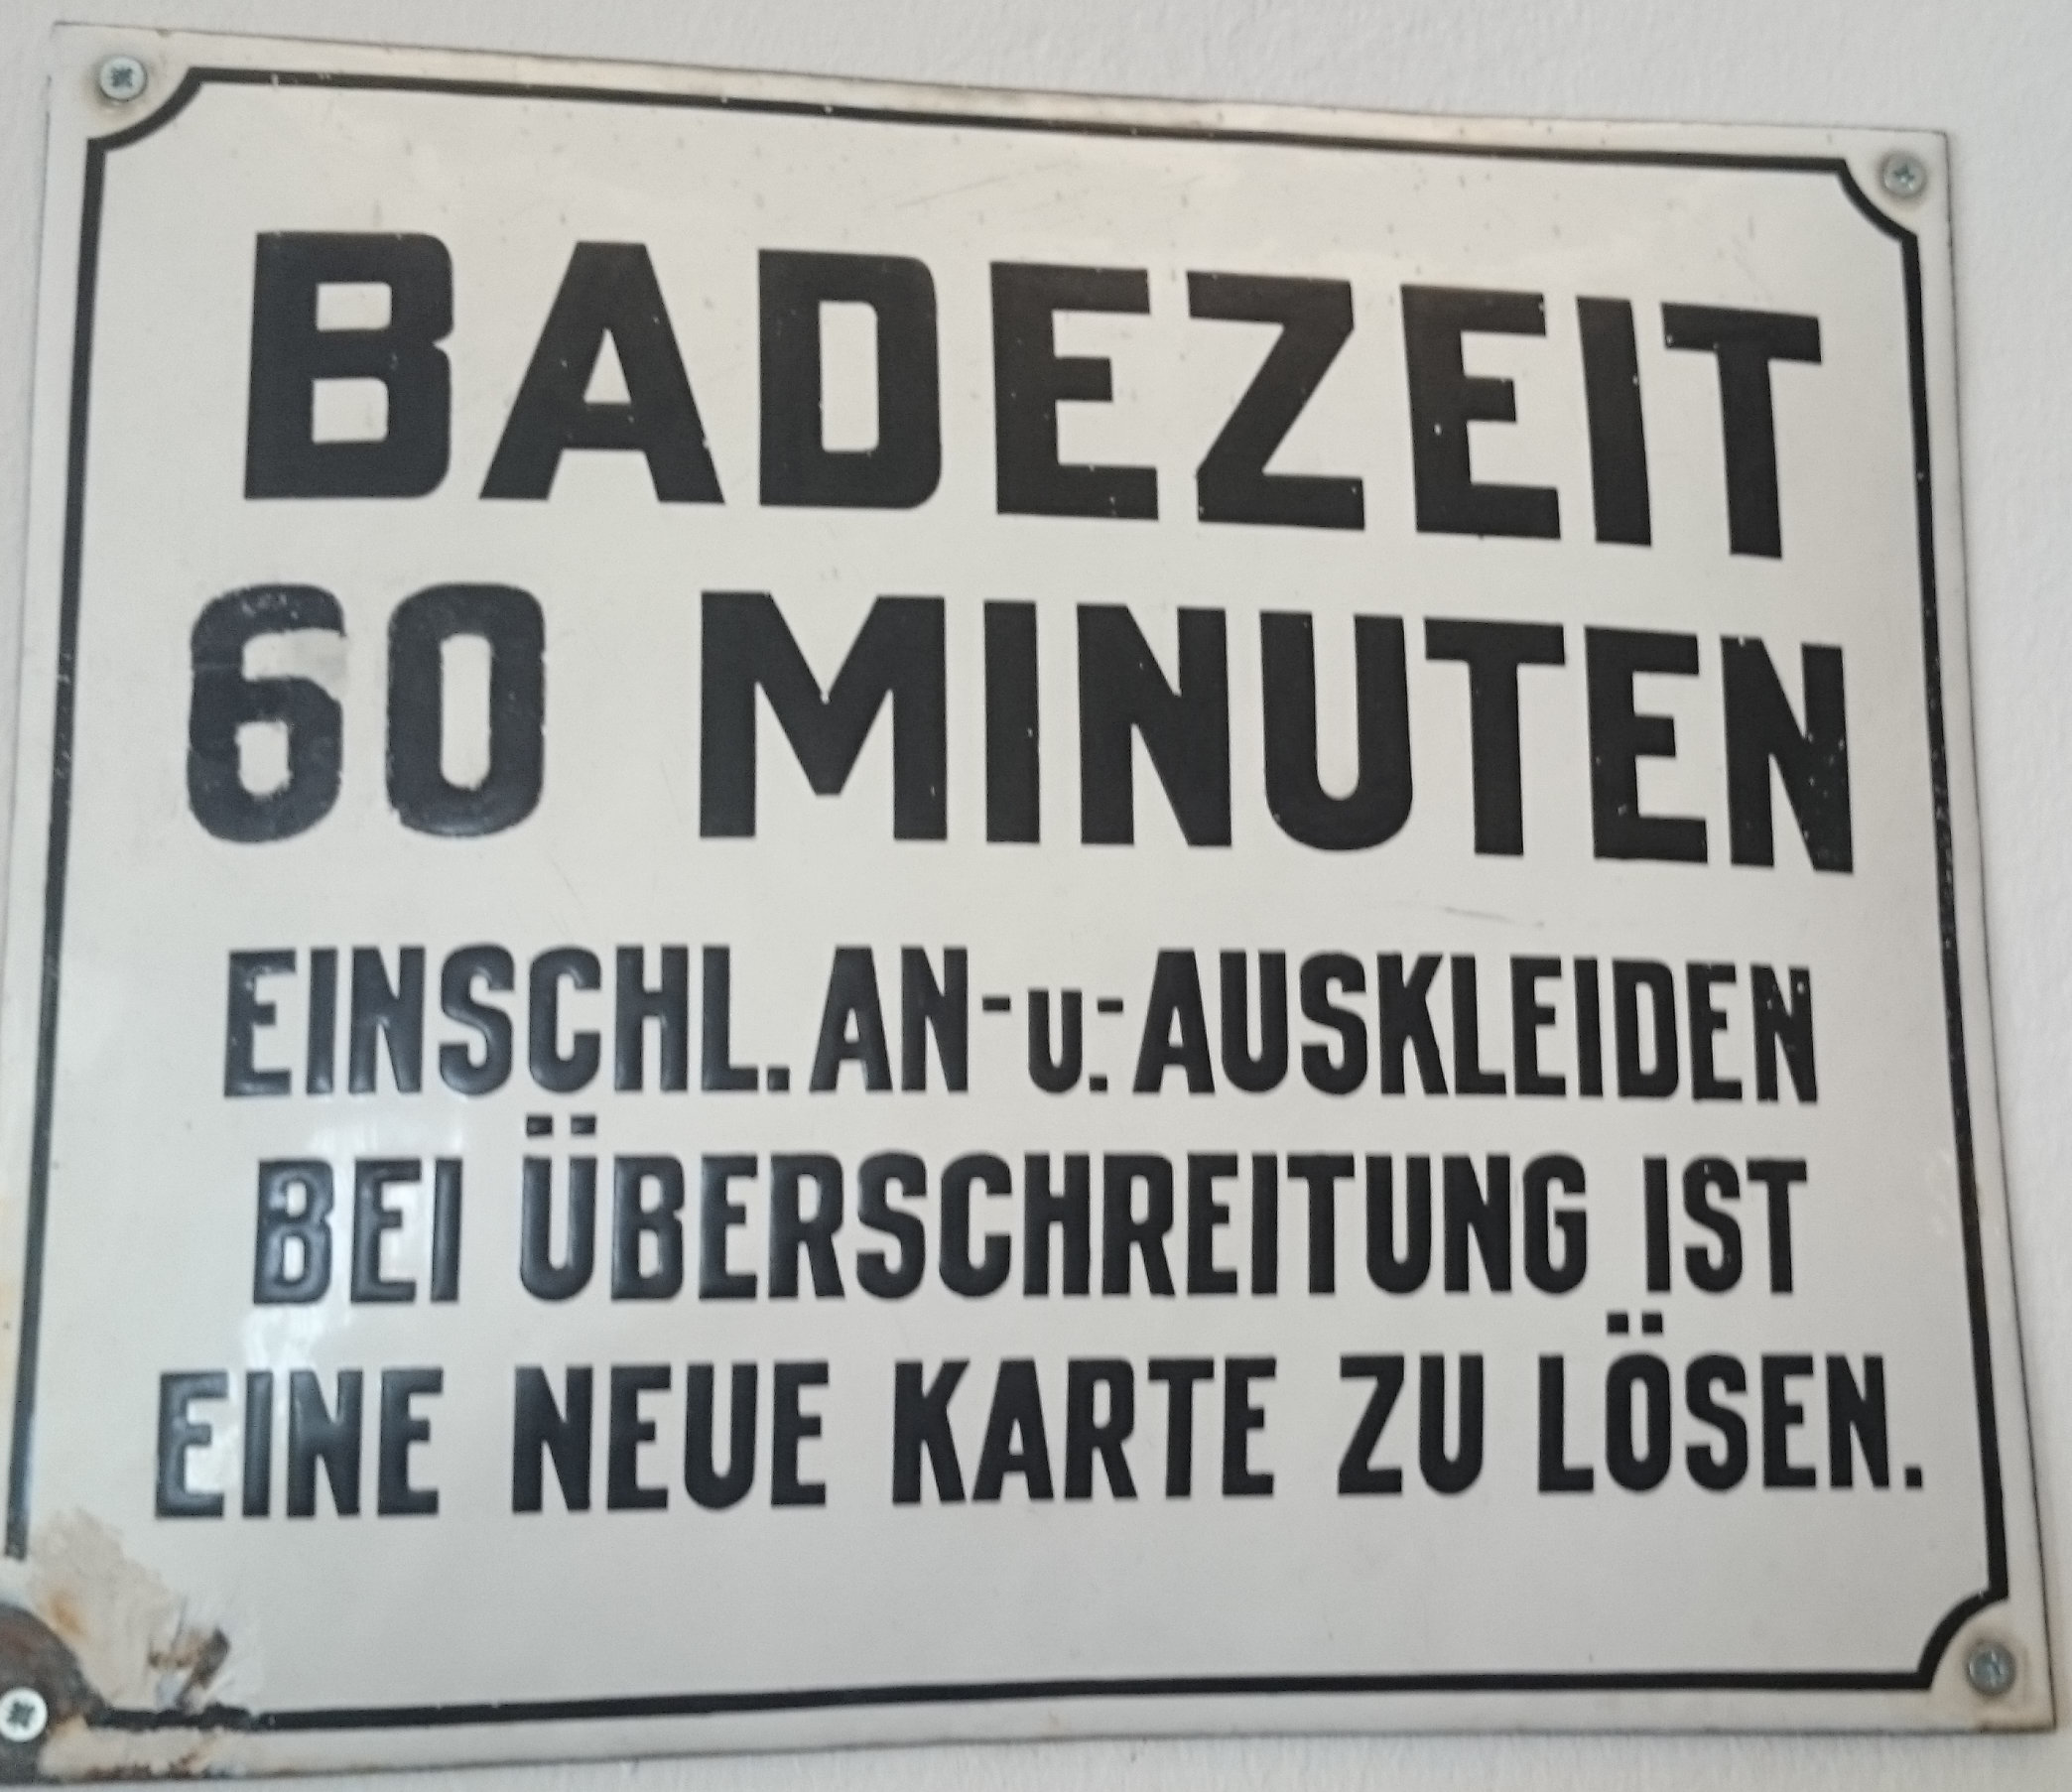 BADEZEIT
60 MINUTEN
EINSCHL. AN- u.-AUSKLEIDEN
BEI ÜBERSCHREITUNG IST
EINE NEUE KARTE ZU LÖSEN.